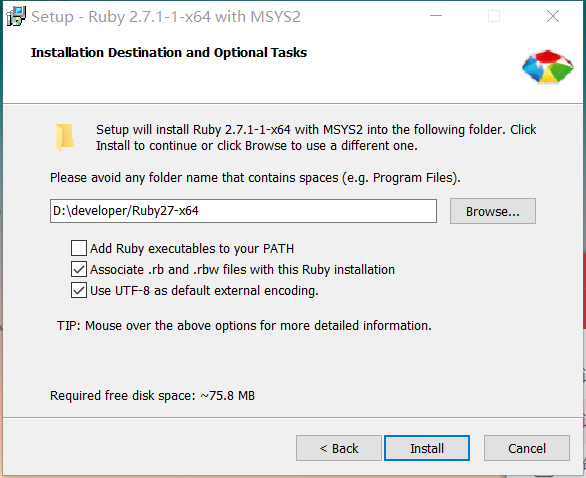 Setup - Ruby 2.7.1-1-x64 with MSYS2
Installation Destination and Optional Tasks
Setup will install Ruby 2.7.1-1-x64 with MSYS2 into the following folder. Click
Install to continue or click Browse to use a different one.
Please avoid any folder name that contains spaces (e.g. Program Files).
D:\developer/Ruby27-x64
Browse...
Add Ruby executables to your PATH
Associate .rb and .rbw files with this Ruby installation
Use UTF-8 as default external encoding.
TIP: Mouse over the above options for more detailed information.
Required free disk space: ~75.8 MB
< Back
Install
Cancel